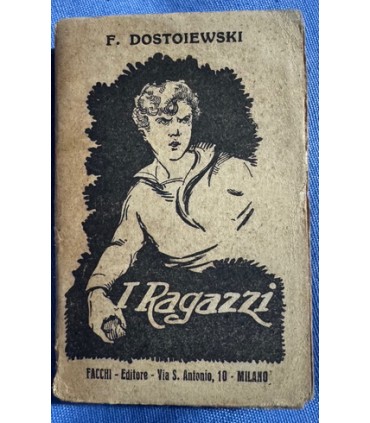 F. DOSTOIEWSKI
I Ragazzi
FACCHI - Editore - Via S. Antonio, 10 - MILANO